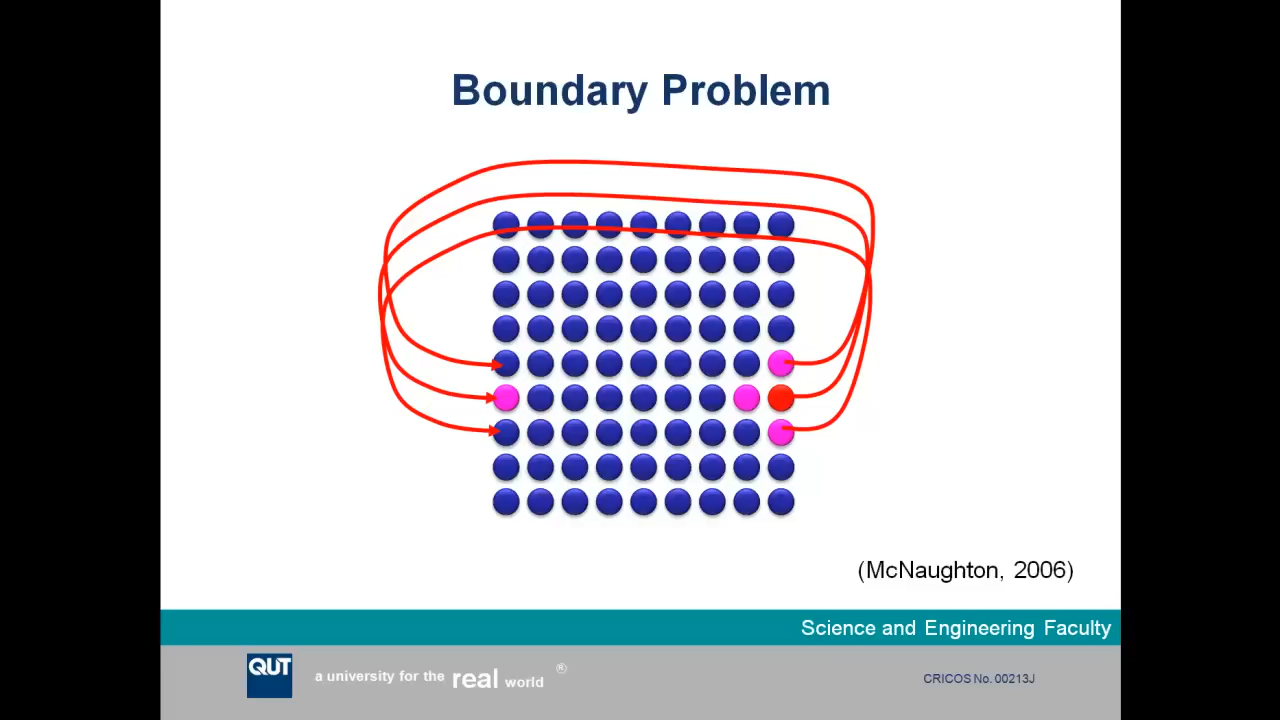 Boundary Problem
(McNaughton, 2006)
Science and Engineering Faculty
QUT
a university for the real world ®
CRICOS No. 00213J